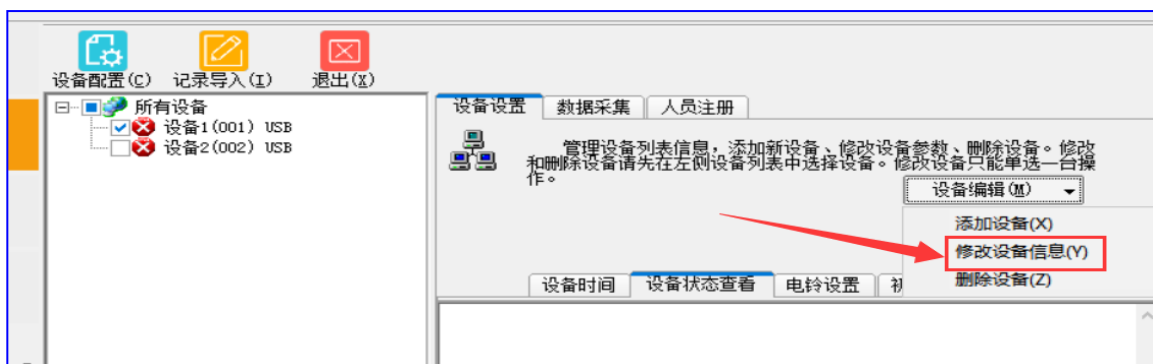 设备配置(C) 记录导入(I) 退出(X)
所有设备
设备1(001) USB
设备2(002) USB
设备设置 数据采集 人员注册
管理设备列表信息，添加新设备、修改设备参数、删除设备。修改
和删除设备请先在左侧设备列表中选择设备。修改设备只能单选一台操
作。
设备编辑(M)
添加设备(X)
修改设备信息(Y)
删除设备(Z)
设备时间 设备状态查看 电铃设置